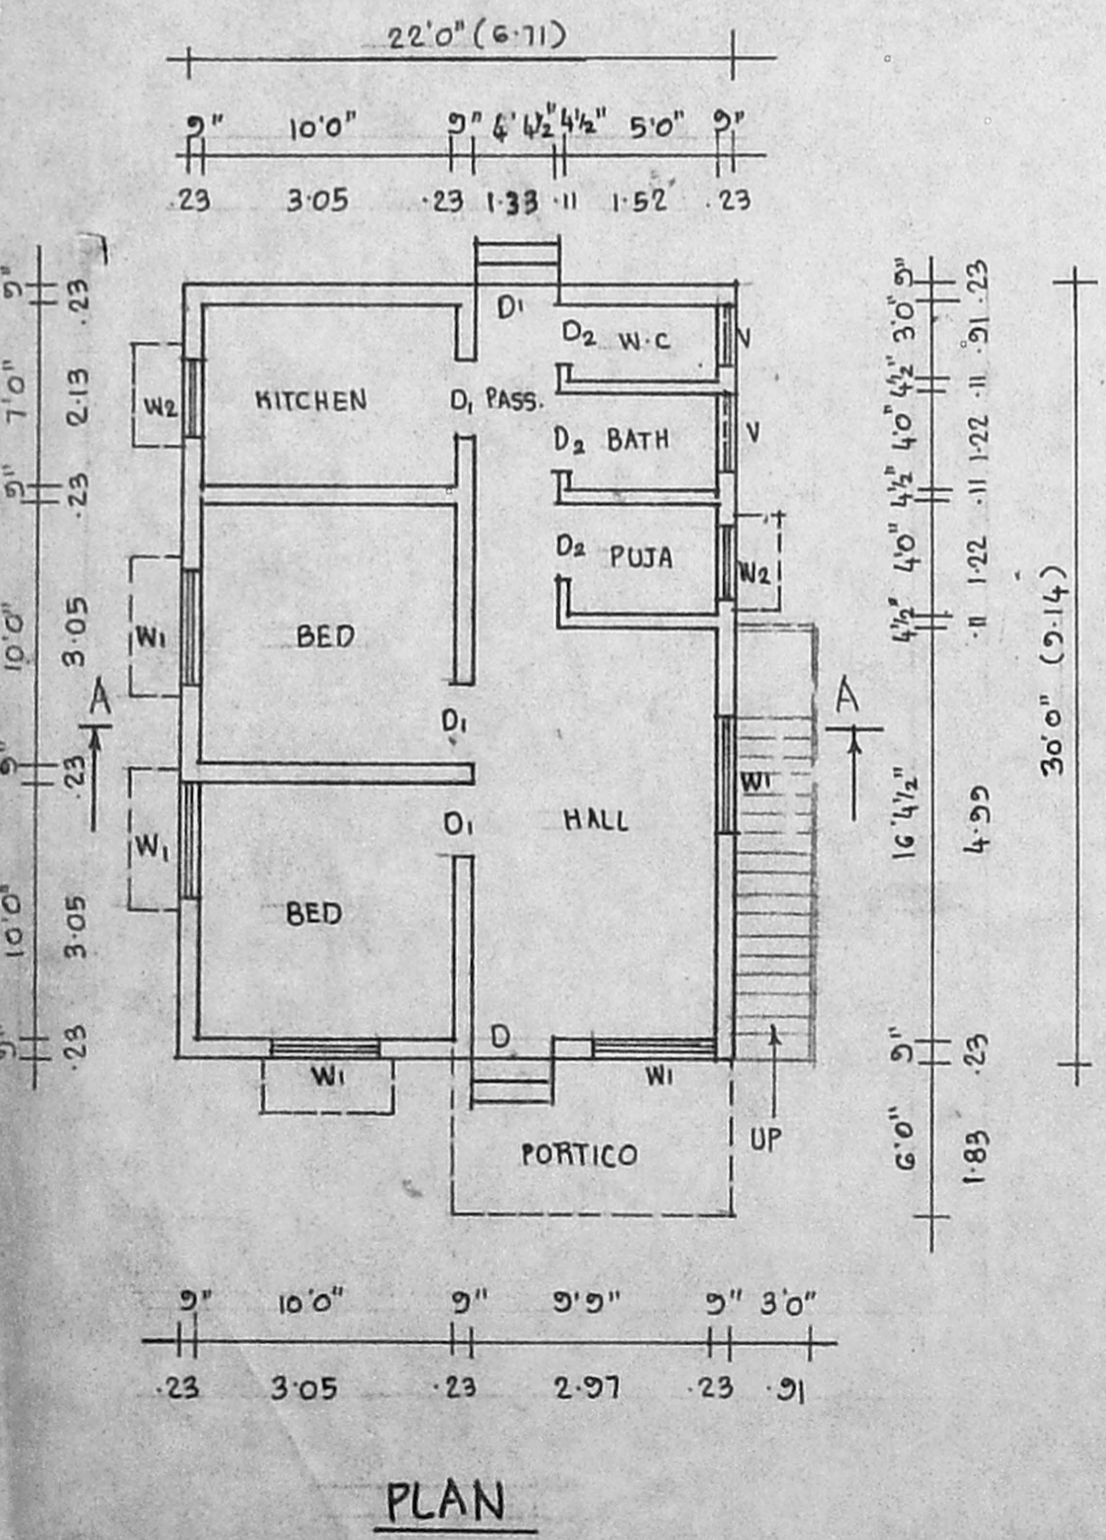 22'0" (6.71)
9" 10'0" 9" 4'4½" 4½" 5'0" 9"
.23 3.05 .23 1.33 .11 1.52 .23
9" .23
7'0" 2.13
9" .23
10'0" 3.05
9" .23
10'0" 3.05
9" .23
D1
D2 W.C V
W2 KITCHEN D1 PASS.
D2 BATH V
D2 PUJA W2
W1 BED
A D1 A
W1
W1 D1 HALL
BED
D
W1 W1
PORTICO UP
9" .23
3'0" .91
4½" .11
4'0" 1.22
4½" .11
4'0" 1.22
4½" .11
16'4½" 4.99
9" .23
6'0" 1.83
30'0" (9.14)
9" 10'0" 9" 9'9" 9" 3'0"
.23 3.05 .23 2.97 .23 .91
PLAN